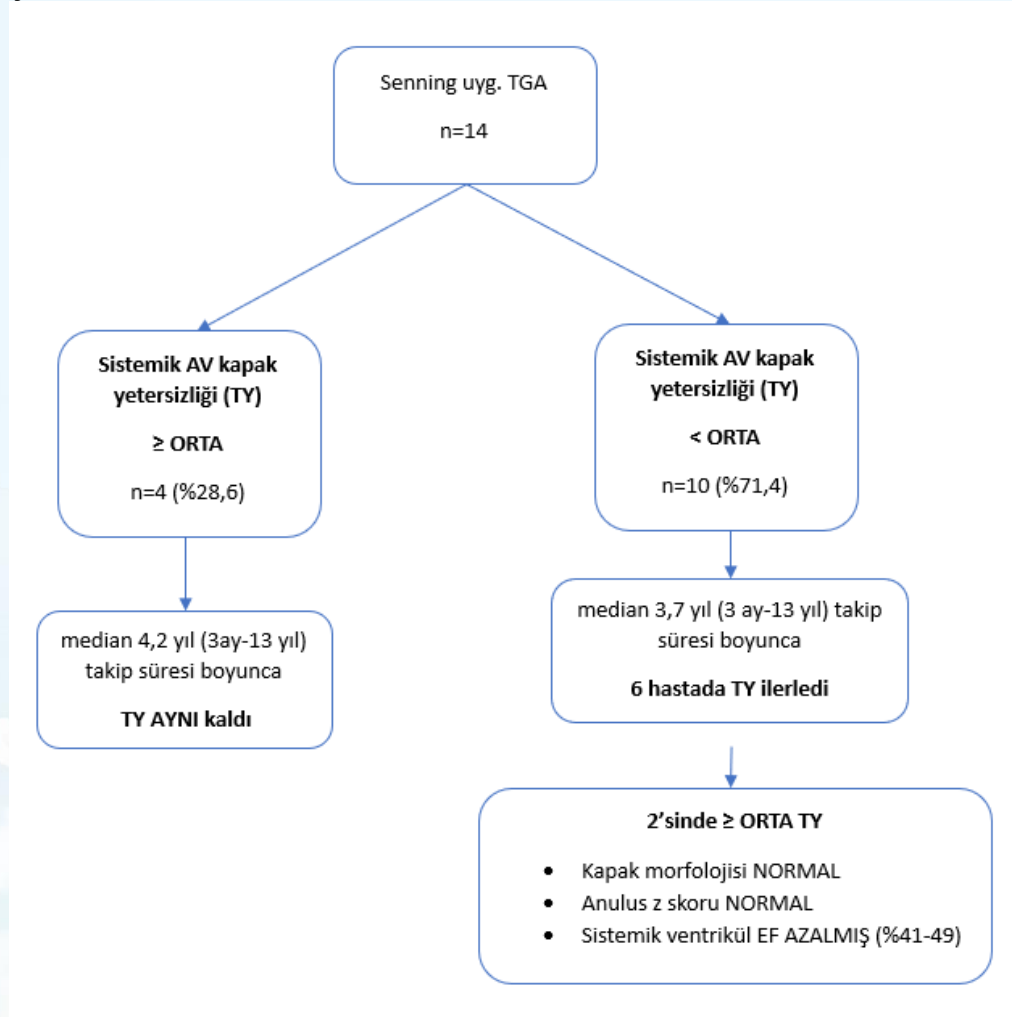 Senning uyg. TGA
n=14
Sistemik AV kapak
yetersizliği (TY)
≥ ORTA
n=4 (%28,6)
Sistemik AV kapak
yetersizliği (TY)
< ORTA
n=10 (%71,4)
median 4,2 yıl (3ay-13 yıl)
takip süresi boyunca
TY AYNI kaldı
median 3,7 yıl (3 ay-13 yıl) takip
süresi boyunca
6 hastada TY ilerledi
2’sinde ≥ ORTA TY
• Kapak morfolojisi NORMAL
• Anulus z skoru NORMAL
• Sistemik ventrikül EF AZALMIŞ (%41-49)